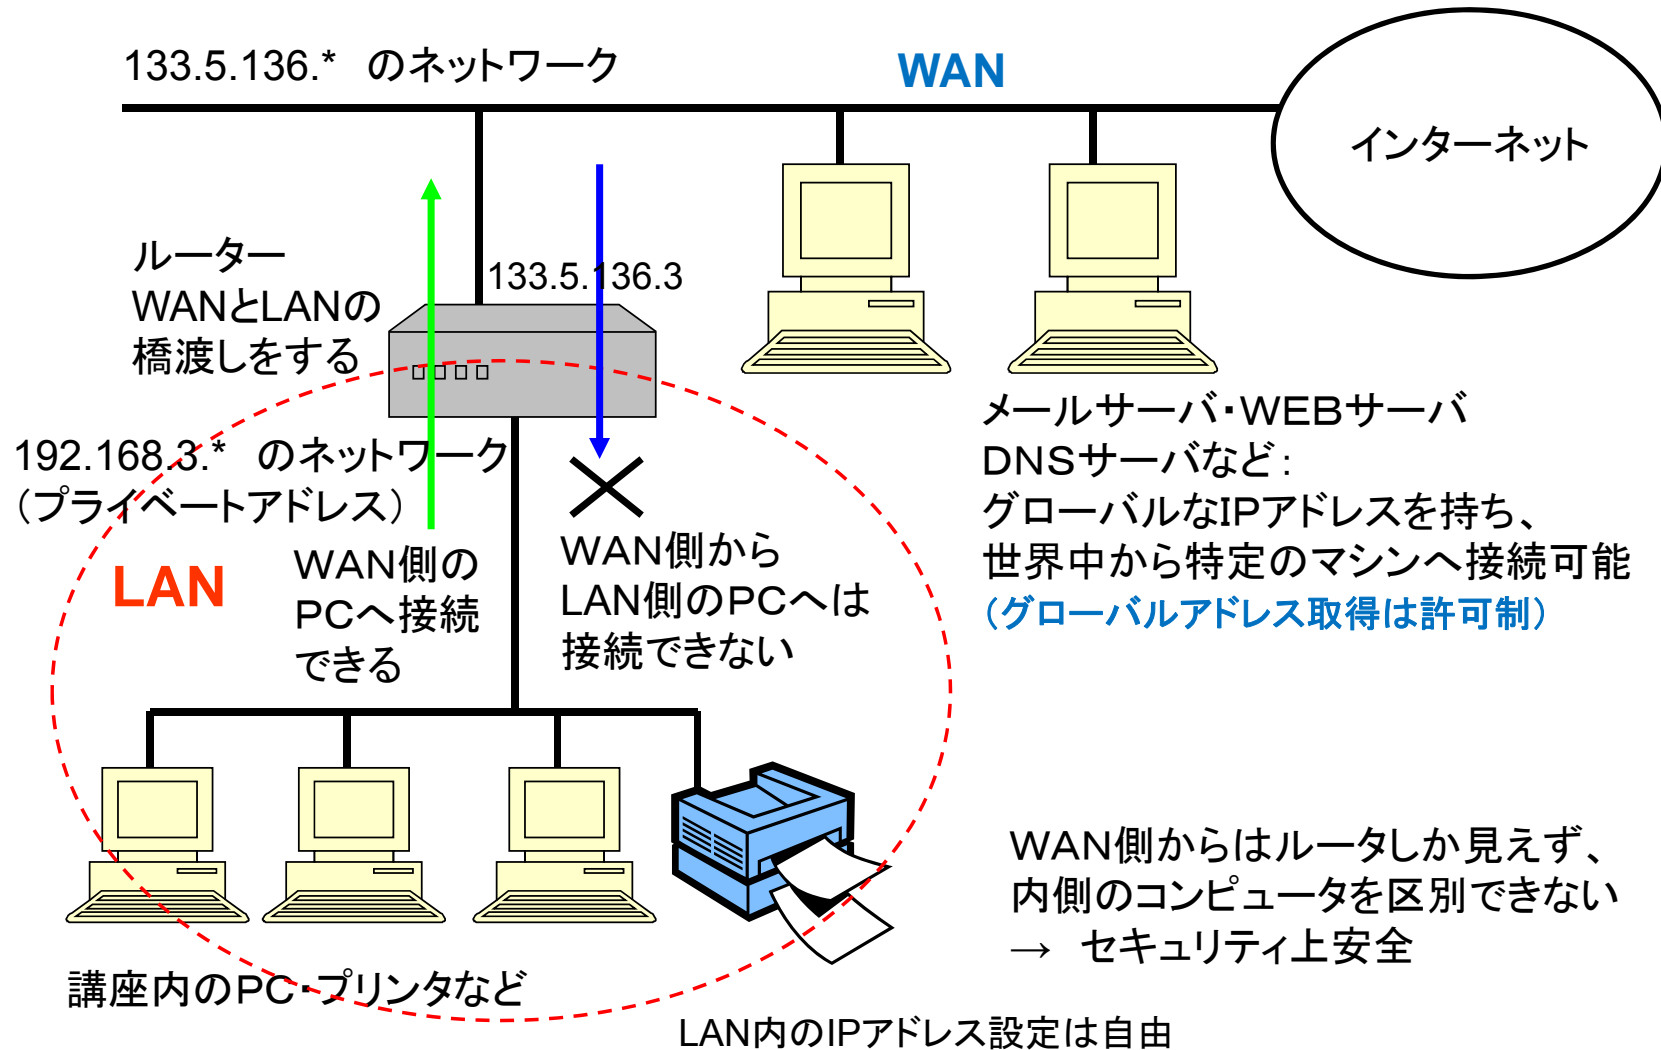 133.5.136.* のネットワーク
WAN
インターネット
ルーター
WANとLANの
橋渡しをする
133.5.136.3
192.168.3.* のネットワーク
（プライベートアドレス）
LAN
WAN側の
PCへ接続
できる
WAN側から
LAN側のPCへは
接続できない
メールサーバ・WEBサーバ
DNSサーバなど：
グローバルなIPアドレスを持ち、
世界中から特定のマシンへ接続可能
（グローバルアドレス取得は許可制）
WAN側からはルータしか見えず、
内側のコンピュータを区別できない
→ セキュリティ上安全
講座内のPC・プリンタなど
LAN内のIPアドレス設定は自由